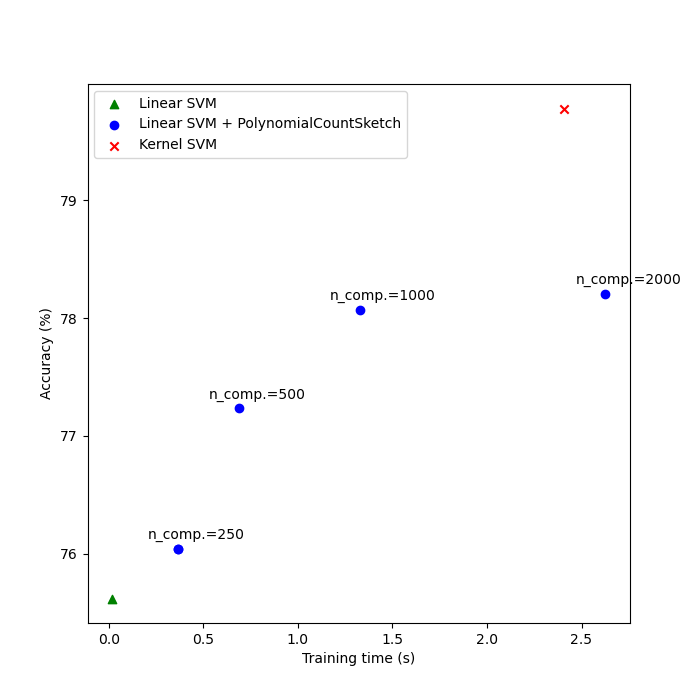 Linear SVM
Linear SVM + PolynomialCountSketch
Kernel SVM
79
78
77
76
Accuracy (%)
n_comp.=2000
n_comp.=1000
n_comp.=500
n_comp.=250
0.0 0.5 1.0 1.5 2.0 2.5
Training time (s)